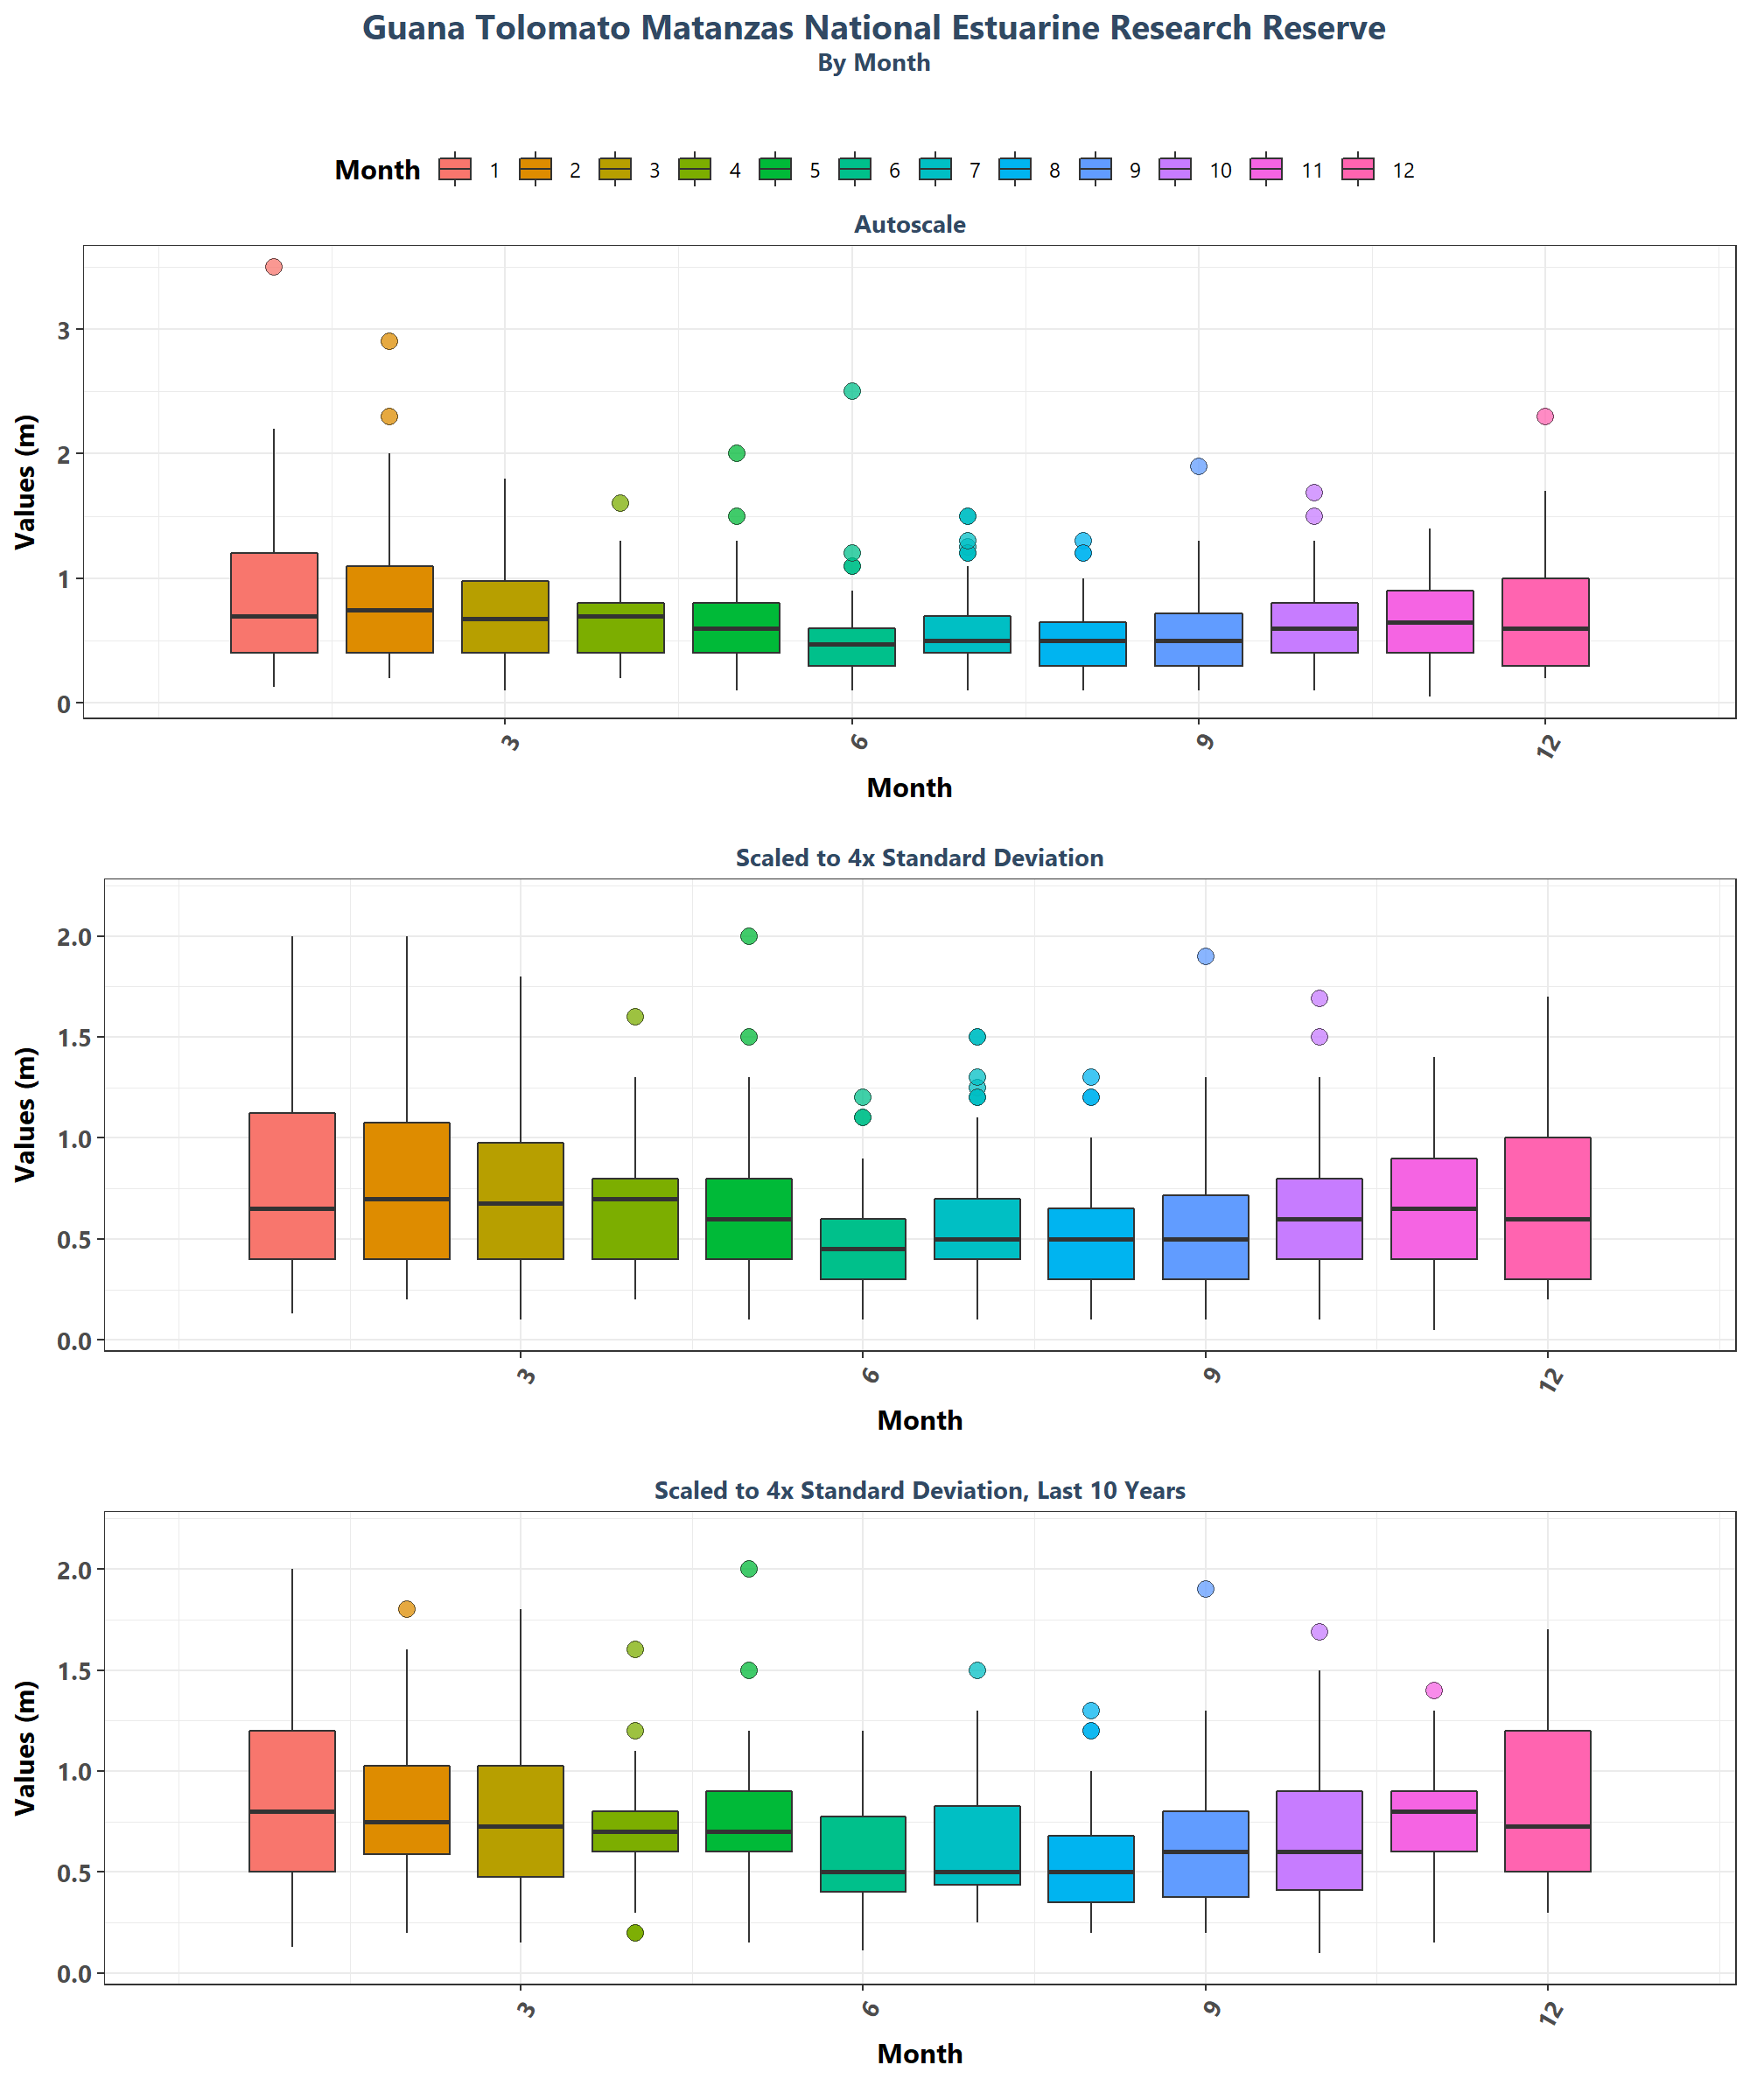 Guana Tolomato Matanzas National Estuarine Research Reserve
By Month
Month 1 2 3 4 5 6 7 8 9 10 11 12
Autoscale
Values (m)
3
2
1
0
3 6 9 12
Month
Scaled to 4x Standard Deviation
Values (m)
2.0
1.5
1.0
0.5
0.0
3 6 9 12
Month
Scaled to 4x Standard Deviation, Last 10 Years
Values (m)
2.0
1.5
1.0
0.5
0.0
3 6 9 12
Month